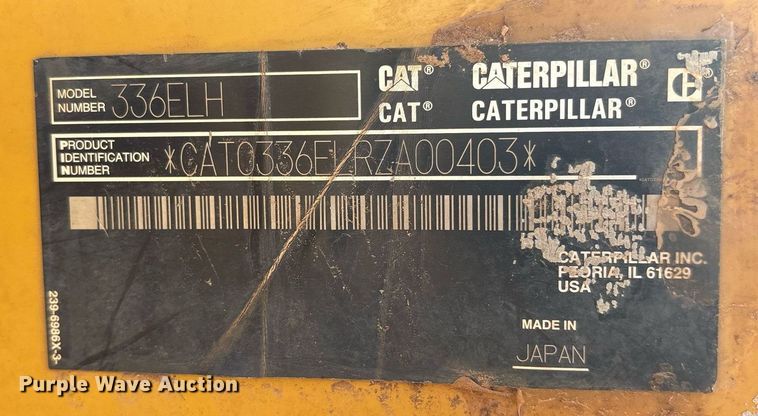 MODEL NUMBER 336ELH
CAT® CATERPILLAR®
CAT® CATERPILLAR®
PRODUCT IDENTIFICATION NUMBER
CATERPILLAR INC.
PEORIA, IL 61629
USA
239-6986X-3-
MADE IN
JAPAN
Purple Wave Auction